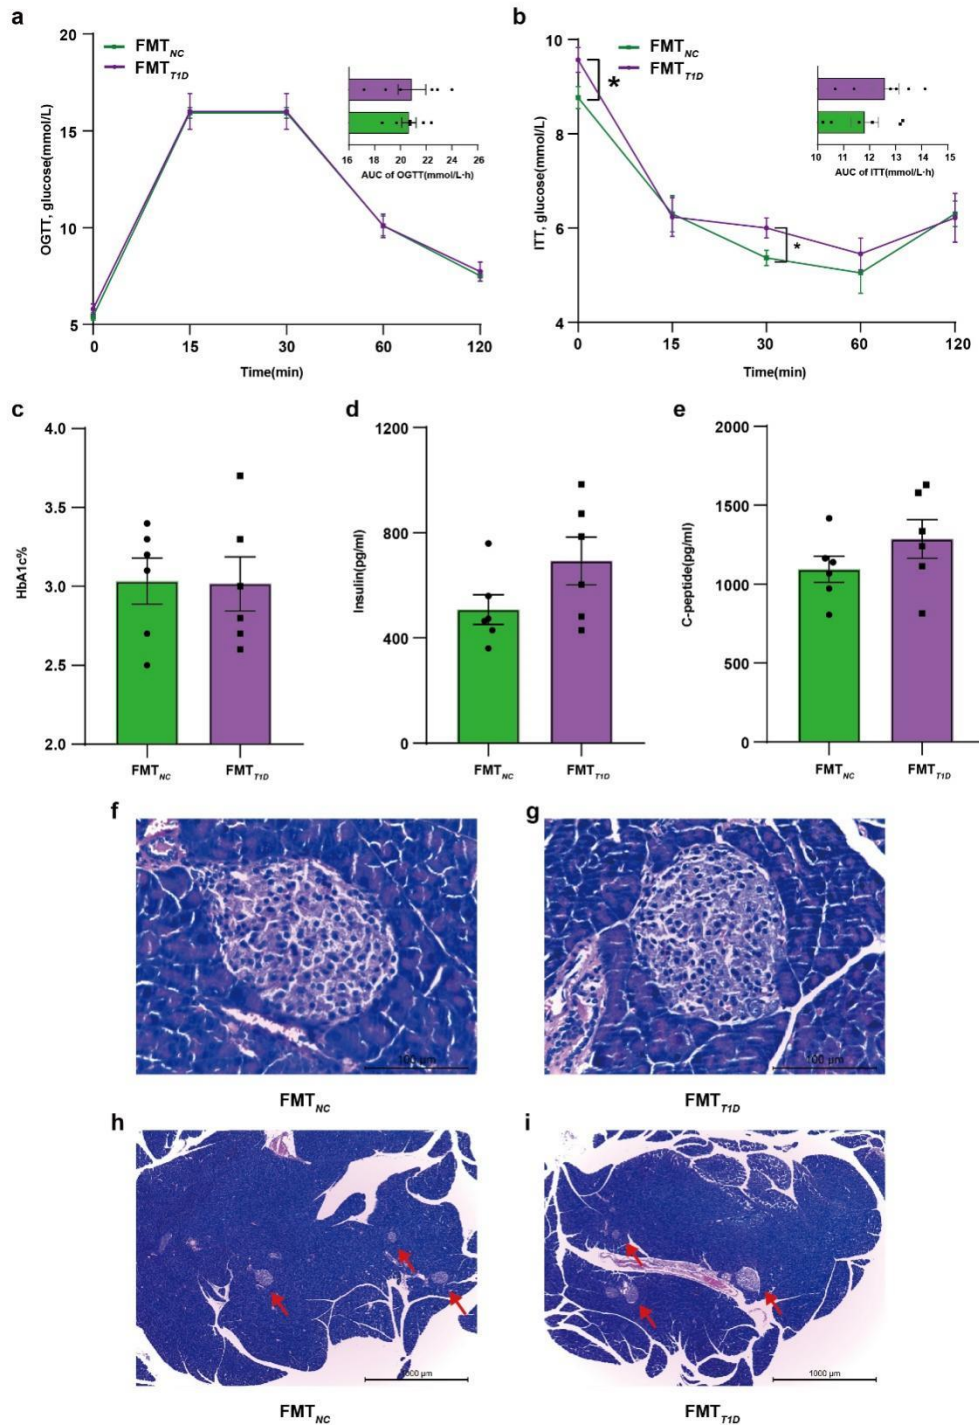 a
20
15
10
5
OGTT, glucose(mmol/L)
FMTNC
FMTT1D
16 18 20 22 24 26
AUC of OGTT(mmol/L·h)
0 15 30 60 120
Time(min)
b
10
8
6
4
ITT, glucose(mmol/L)
FMTNC
FMTT1D
*
*
10 11 12 13 14 15
AUC of ITT(mmol/L·h)
0 15 30 60 120
Time(min)
c
4.0
3.5
3.0
2.5
2.0
HbA1c%
FMTNC FMTT1D
d
1200
800
400
0
Insulin(pg/ml)
FMTNC FMTT1D
e
2000
1500
1000
500
0
C-peptide(pg/ml)
FMTNC FMTT1D
f
100 µm
FMTNC
g
100 µm
FMTT1D
h
1000 µm
FMTNC
i
1000 µm
FMTT1D